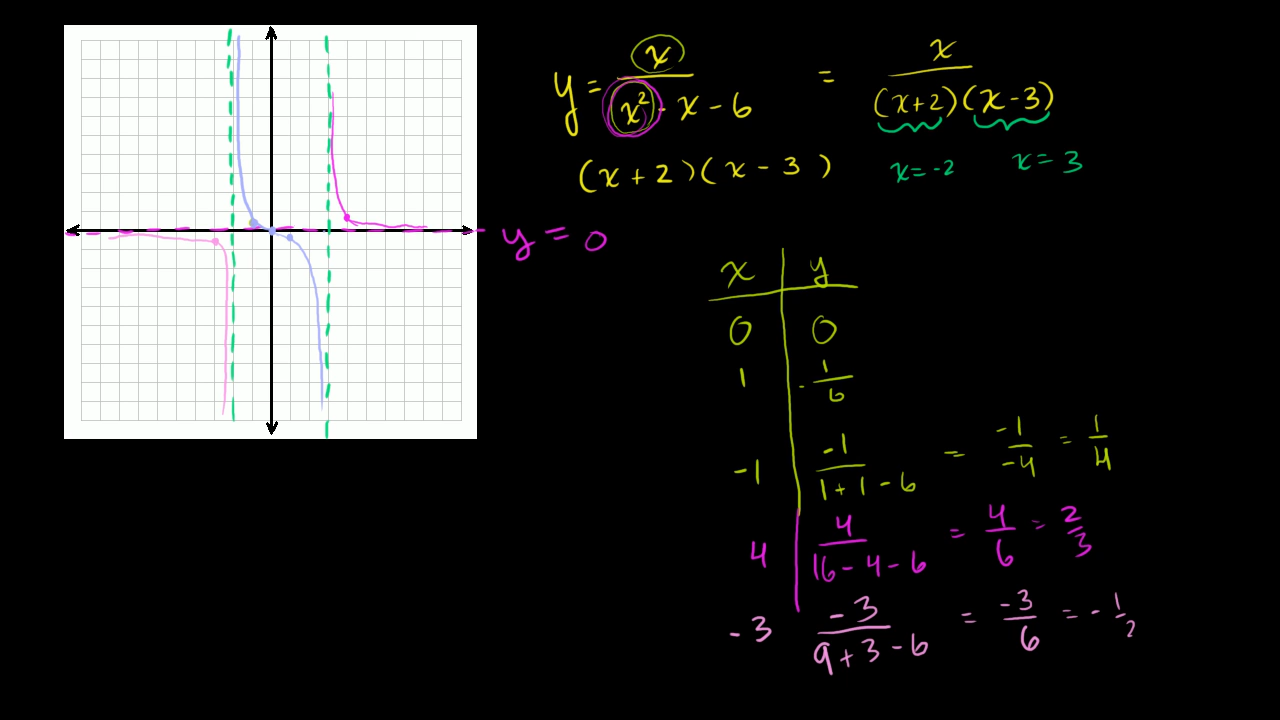 y = x / (x² - x - 6) = x / ((x+2)(x-3))
(x + 2)(x - 3) x = -2 x = 3
y = 0
x y
0 0
1 -1/6
-1 -1/(1+1-6) = -1/-4 = 1/4
4 4/(16-4-6) = 4/6 = 2/3
-3 -3/(9+3-6) = -3/6 = -1/2